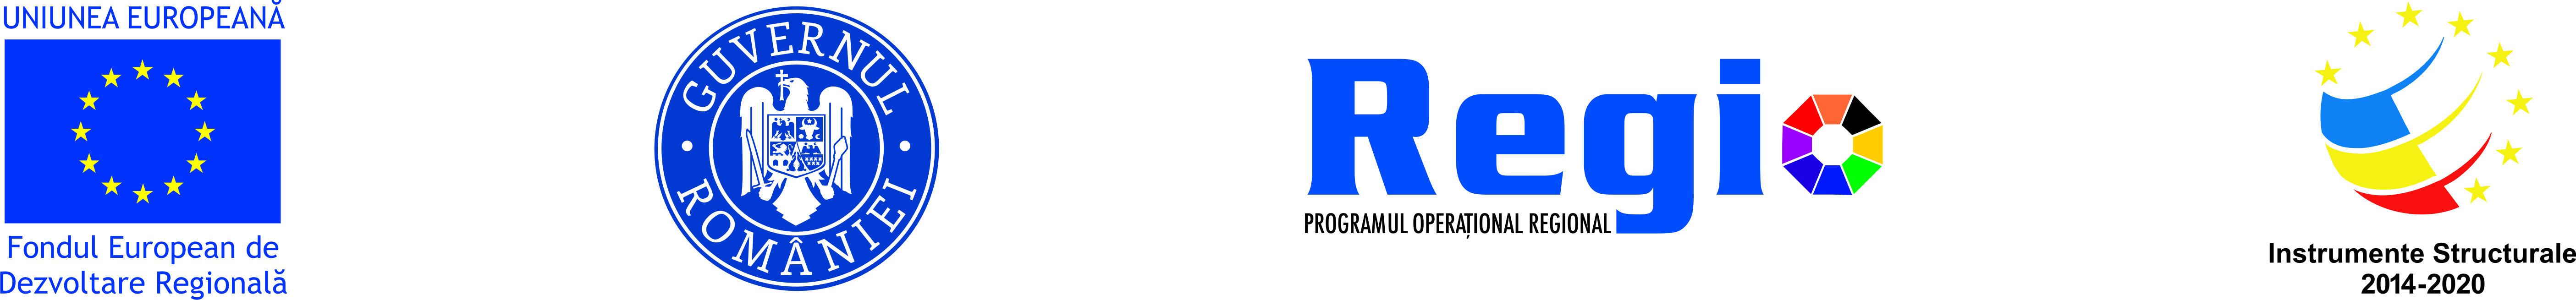 UNIUNEA EUROPEANĂ
Fondul European de
Dezvoltare Regională
GUVERNUL
ROMÂNIEI
Regio
PROGRAMUL OPERAȚIONAL REGIONAL
Instrumente Structurale
2014-2020